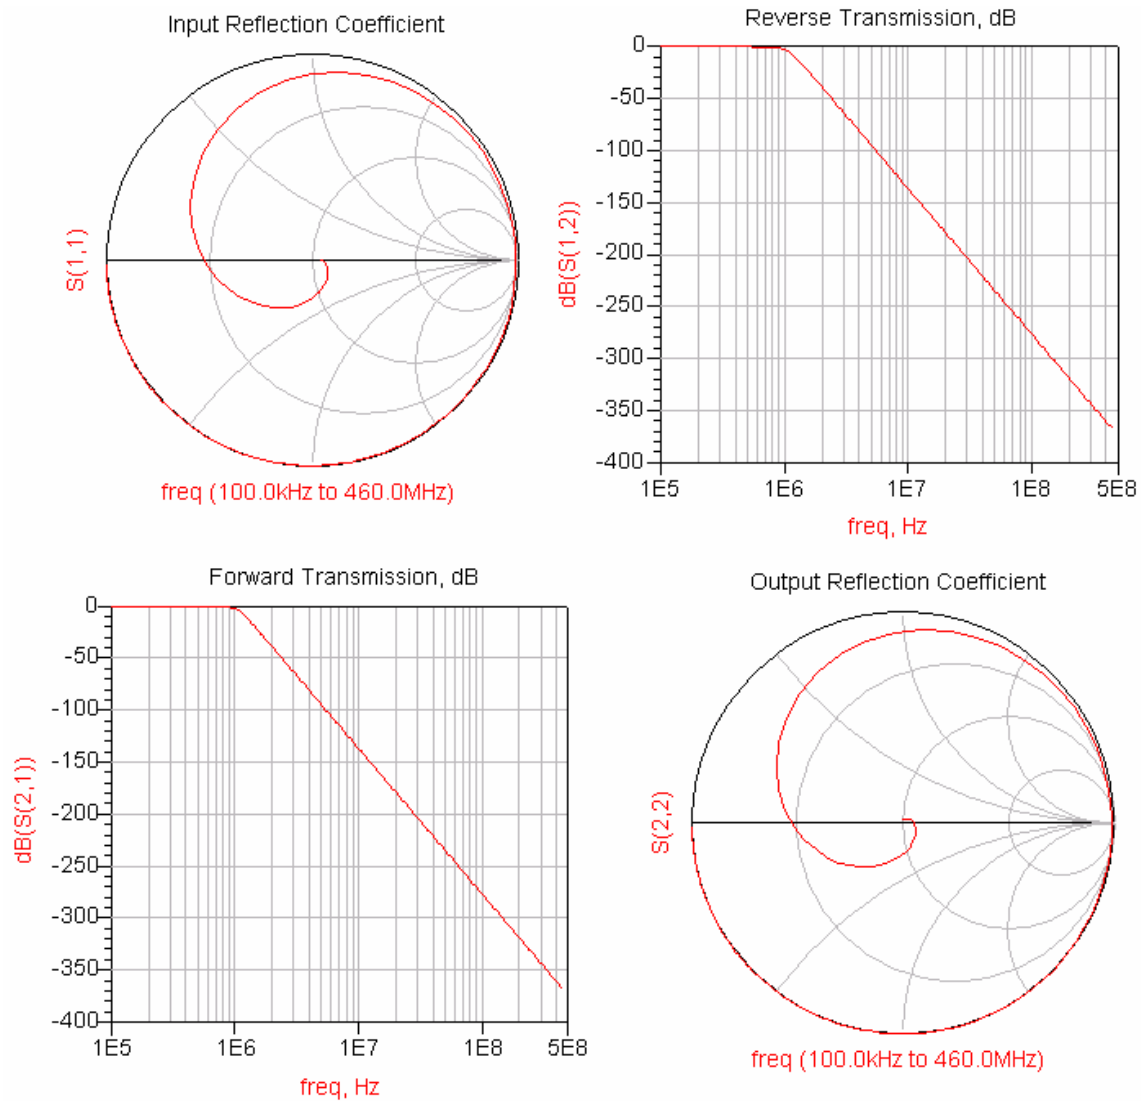 Input Reflection Coefficient
S(1,1)
freq (100.0kHz to 460.0MHz)
Reverse Transmission, dB
dB(S(1,2))
0
-50
-100
-150
-200
-250
-300
-350
-400
1E5 1E6 1E7 1E8 5E8
freq, Hz
Forward Transmission, dB
dB(S(2,1))
0
-50
-100
-150
-200
-250
-300
-350
-400
1E5 1E6 1E7 1E8 5E8
freq, Hz
Output Reflection Coefficient
S(2,2)
freq (100.0kHz to 460.0MHz)